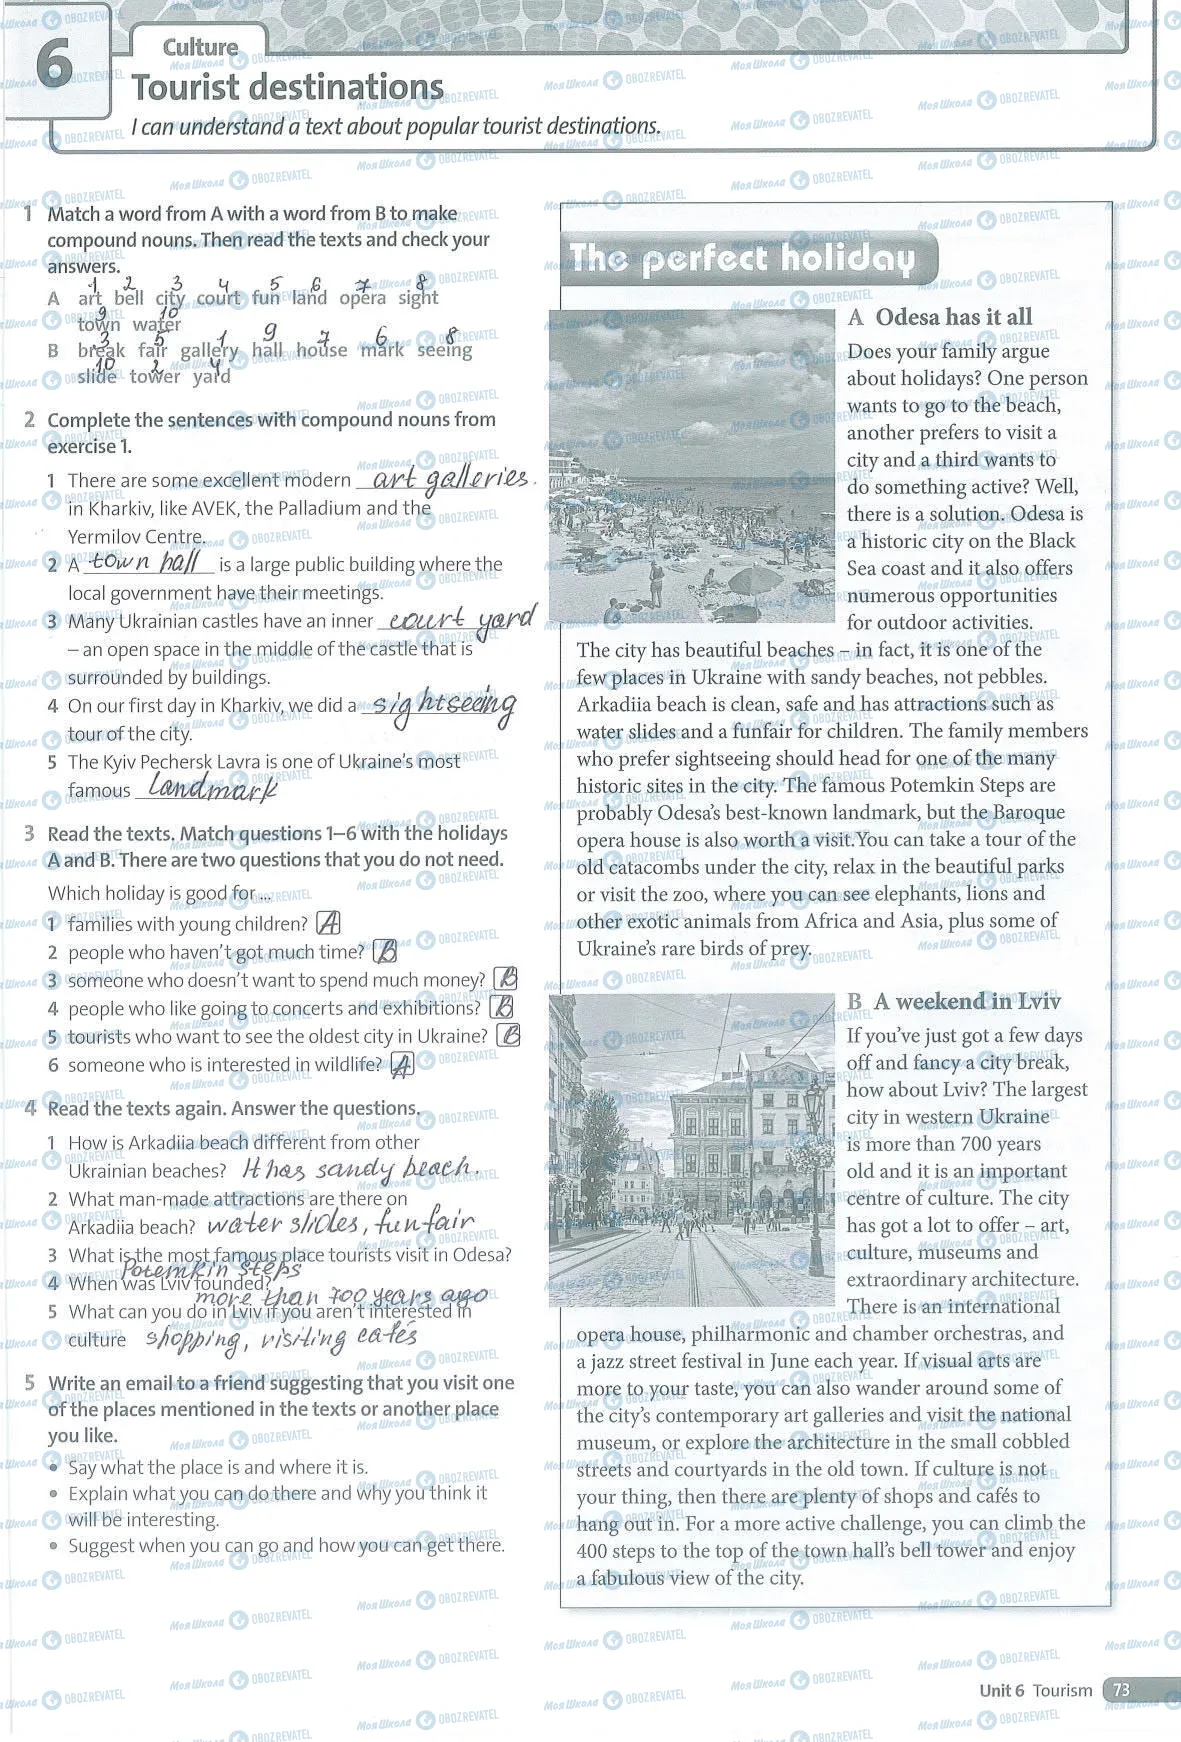 6
Culture
Tourist destinations
I can understand a text about popular tourist destinations.
1 Match a word from A with a word from B to make
compound nouns. Then read the texts and check your
answers.
1 2 3 4 5 6 7 8
A art bell city court fun land opera sight
9 10
town water
3 5 1 9 7 6 8
B break fair gallery hall house mark seeing
10 2 4
slide tower yard
2 Complete the sentences with compound nouns from
exercise 1.
1 There are some excellent modern art galleries.
in Kharkiv, like AVEK, the Palladium and the
Yermilov Centre.
2 A town hall is a large public building where the
local government have their meetings.
3 Many Ukrainian castles have an inner court yard
– an open space in the middle of the castle that is
surrounded by buildings.
4 On our first day in Kharkiv, we did a sightseeing
tour of the city.
5 The Kyiv Pechersk Lavra is one of Ukraine's most
famous landmark
3 Read the texts. Match questions 1–6 with the holidays
A and B. There are two questions that you do not need.
Which holiday is good for ...
1 families with young children? A
2 people who haven't got much time? B
3 someone who doesn't want to spend much money? B
4 people who like going to concerts and exhibitions? B
5 tourists who want to see the oldest city in Ukraine? B
6 someone who is interested in wildlife? A
4 Read the texts again. Answer the questions.
1 How is Arkadiia beach different from other
Ukrainian beaches? It has sandy beach.
2 What man-made attractions are there on
Arkadiia beach? water slides, funfair
3 What is the most famous place tourists visit in Odesa?
Potemkin steps
4 When was Lviv founded?
more than 700 years ago
5 What can you do in Lviv if you aren't interested in
culture shopping, visiting cafés
5 Write an email to a friend suggesting that you visit one
of the places mentioned in the texts or another place
you like.
• Say what the place is and where it is.
• Explain what you can do there and why you think it
will be interesting.
• Suggest when you can go and how you can get there.
The perfect holiday
A Odesa has it all
Does your family argue
about holidays? One person
wants to go to the beach,
another prefers to visit a
city and a third wants to
do something active? Well,
there is a solution. Odesa is
a historic city on the Black
Sea coast and it also offers
numerous opportunities
for outdoor activities.
The city has beautiful beaches – in fact, it is one of the
few places in Ukraine with sandy beaches, not pebbles.
Arkadiia beach is clean, safe and has attractions such as
water slides and a funfair for children. The family members
who prefer sightseeing should head for one of the many
historic sites in the city. The famous Potemkin Steps are
probably Odesa's best-known landmark, but the Baroque
opera house is also worth a visit.You can take a tour of the
old catacombs under the city, relax in the beautiful parks
or visit the zoo, where you can see elephants, lions and
other exotic animals from Africa and Asia, plus some of
Ukraine's rare birds of prey.
B A weekend in Lviv
If you've just got a few days
off and fancy a city break,
how about Lviv? The largest
city in western Ukraine
is more than 700 years
old and it is an important
centre of culture. The city
has got a lot to offer – art,
culture, museums and
extraordinary architecture.
There is an international
opera house, philharmonic and chamber orchestras, and
a jazz street festival in June each year. If visual arts are
more to your taste, you can also wander around some of
the city's contemporary art galleries and visit the national
museum, or explore the architecture in the small cobbled
streets and courtyards in the old town. If culture is not
your thing, then there are plenty of shops and cafés to
hang out in. For a more active challenge, you can climb the
400 steps to the top of the town hall's bell tower and enjoy
a fabulous view of the city.
Unit 6 Tourism 73
Моя Школа OBOZREVATEL